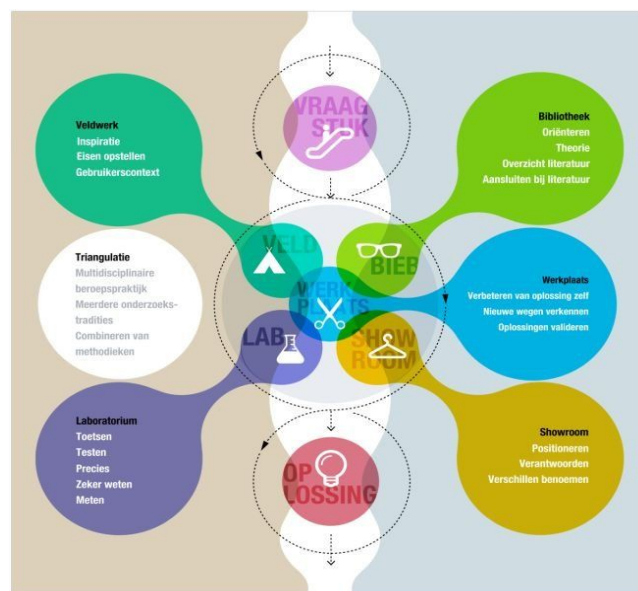 VRAAG
STUK
Veldwerk
Inspiratie
Eisen opstellen
Gebruikerscontext
Bibliotheek
Oriënteren
Theorie
Overzicht literatuur
Aansluiten bij literatuur
VELD
BIEB
Triangulatie
Multidisciplinaire
beroepspraktijk
Meerdere onderzoeks-
tradities
Combineren van
methodieken
WERK
PLAATS
Werkplaats
Verbeteren van oplossing zelf
Nieuwe wegen verkennen
Oplossingen valideren
LAB
SHOW
ROOM
Laboratorium
Toetsen
Testen
Precies
Zeker weten
Meten
Showroom
Positioneren
Verantwoorden
Verschillen benoemen
OP
LOSSING